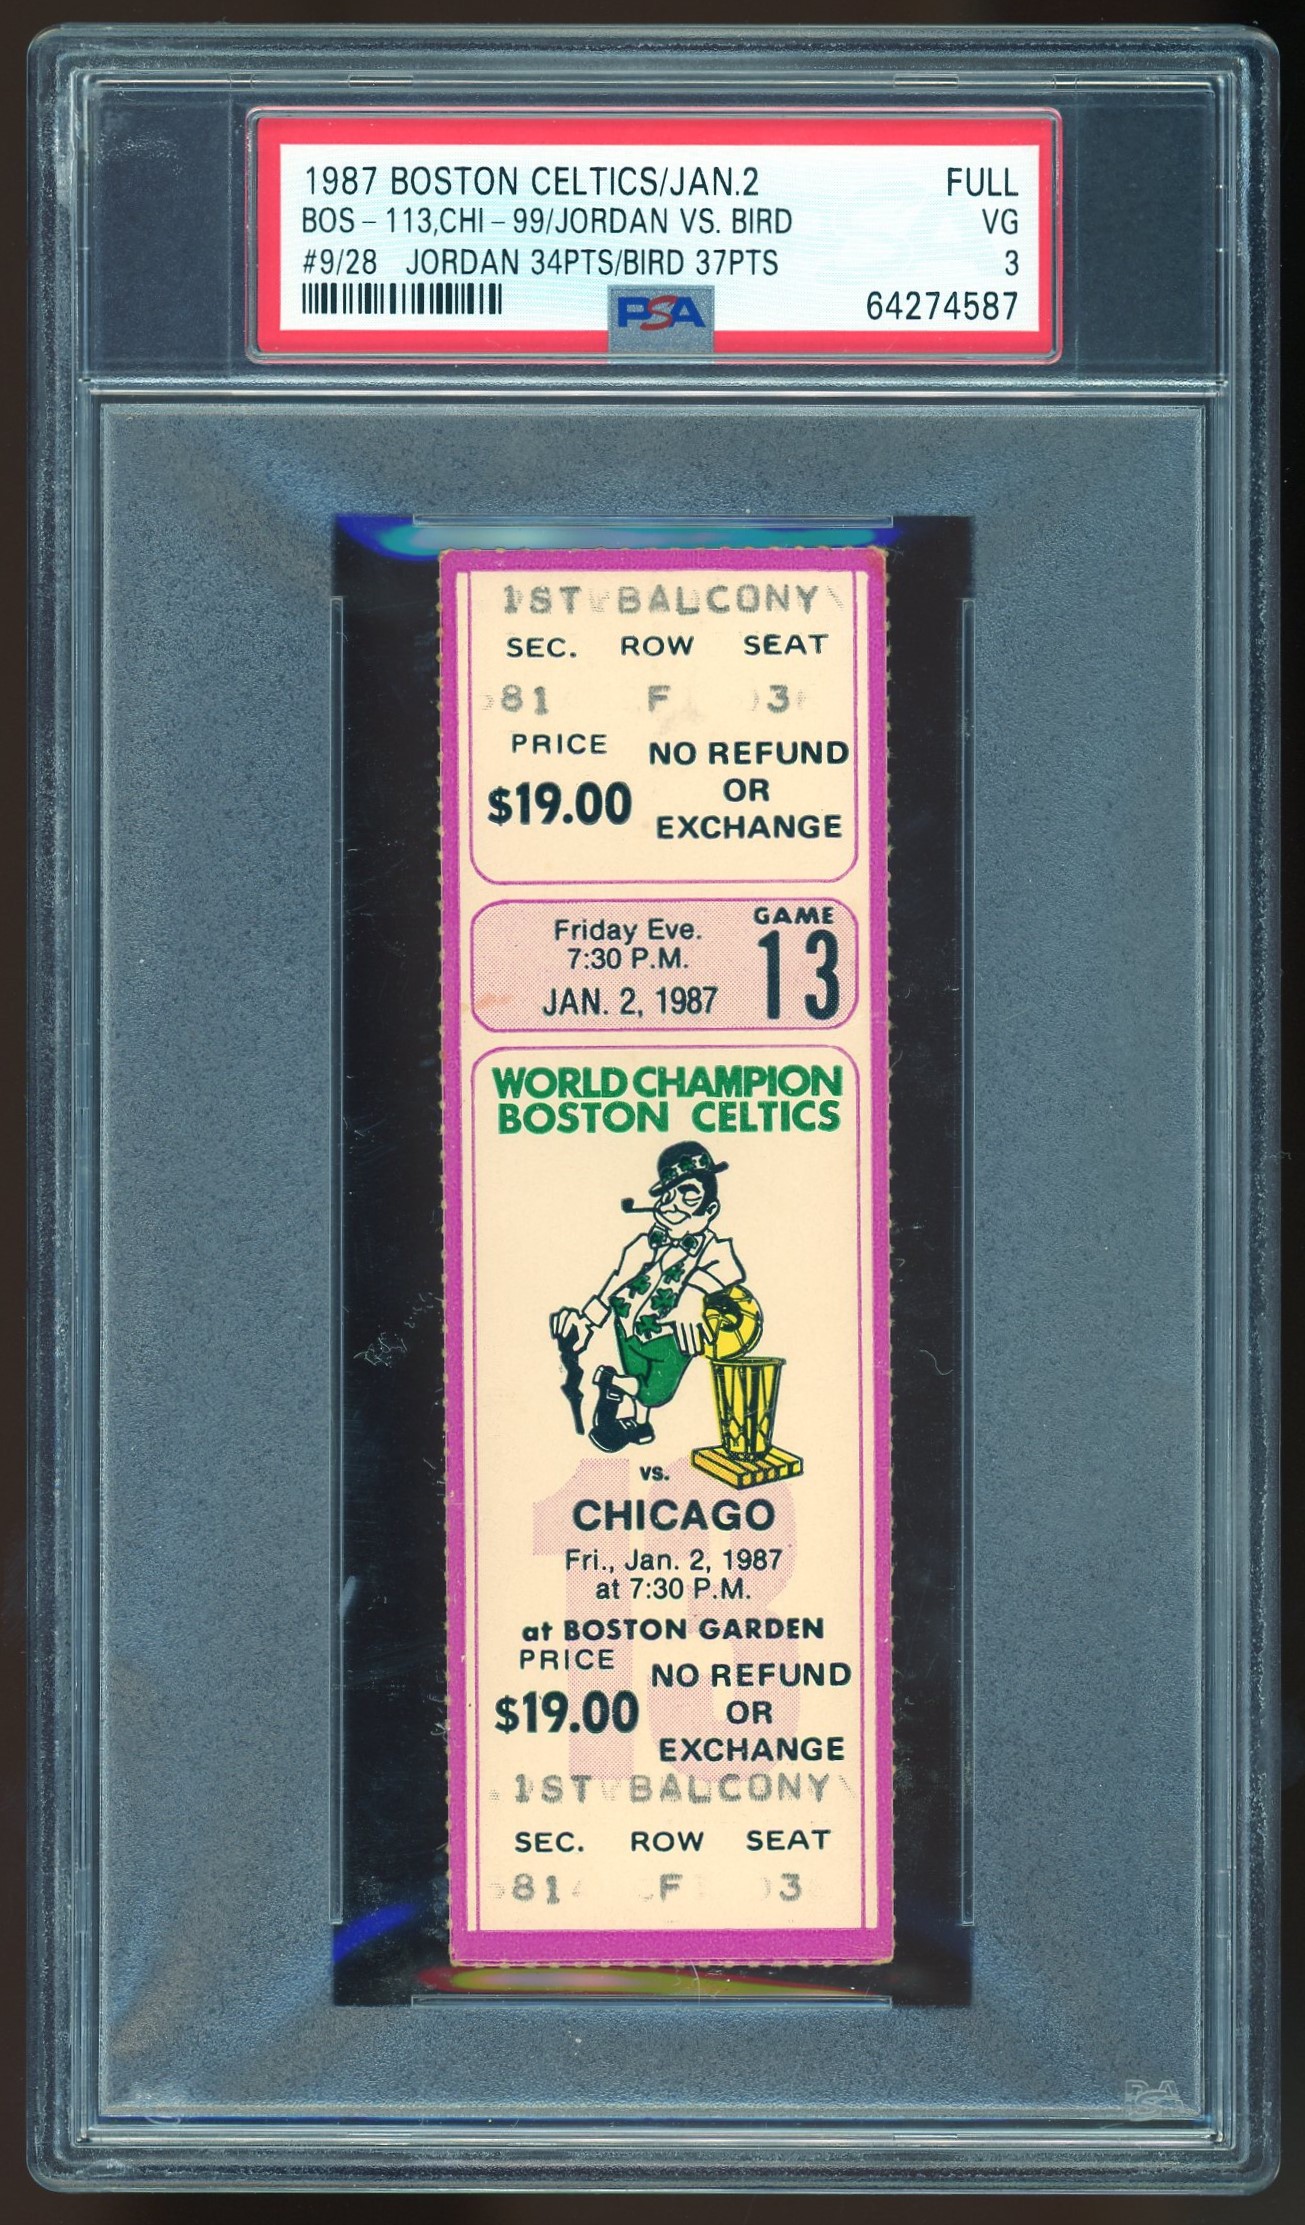 1987 BOSTON CELTICS/JAN.2 FULL
BOS - 113,CHI - 99/JORDAN VS. BIRD VG
#9/28 JORDAN 34PTS/BIRD 37PTS 3
PSA 64274587
1ST BALCONY
SEC. ROW SEAT
81 F 3
PRICE NO REFUND
$19.00 OR
EXCHANGE
Friday Eve. GAME
7:30 P.M. 13
JAN. 2, 1987
WORLD CHAMPION
BOSTON CELTICS
13
vs.
CHICAGO
Fri., Jan. 2, 1987
at 7:30 P.M.
at BOSTON GARDEN
PRICE NO REFUND
$19.00 OR
EXCHANGE
1ST BALCONY
SEC. ROW SEAT
81 F 3
PSA